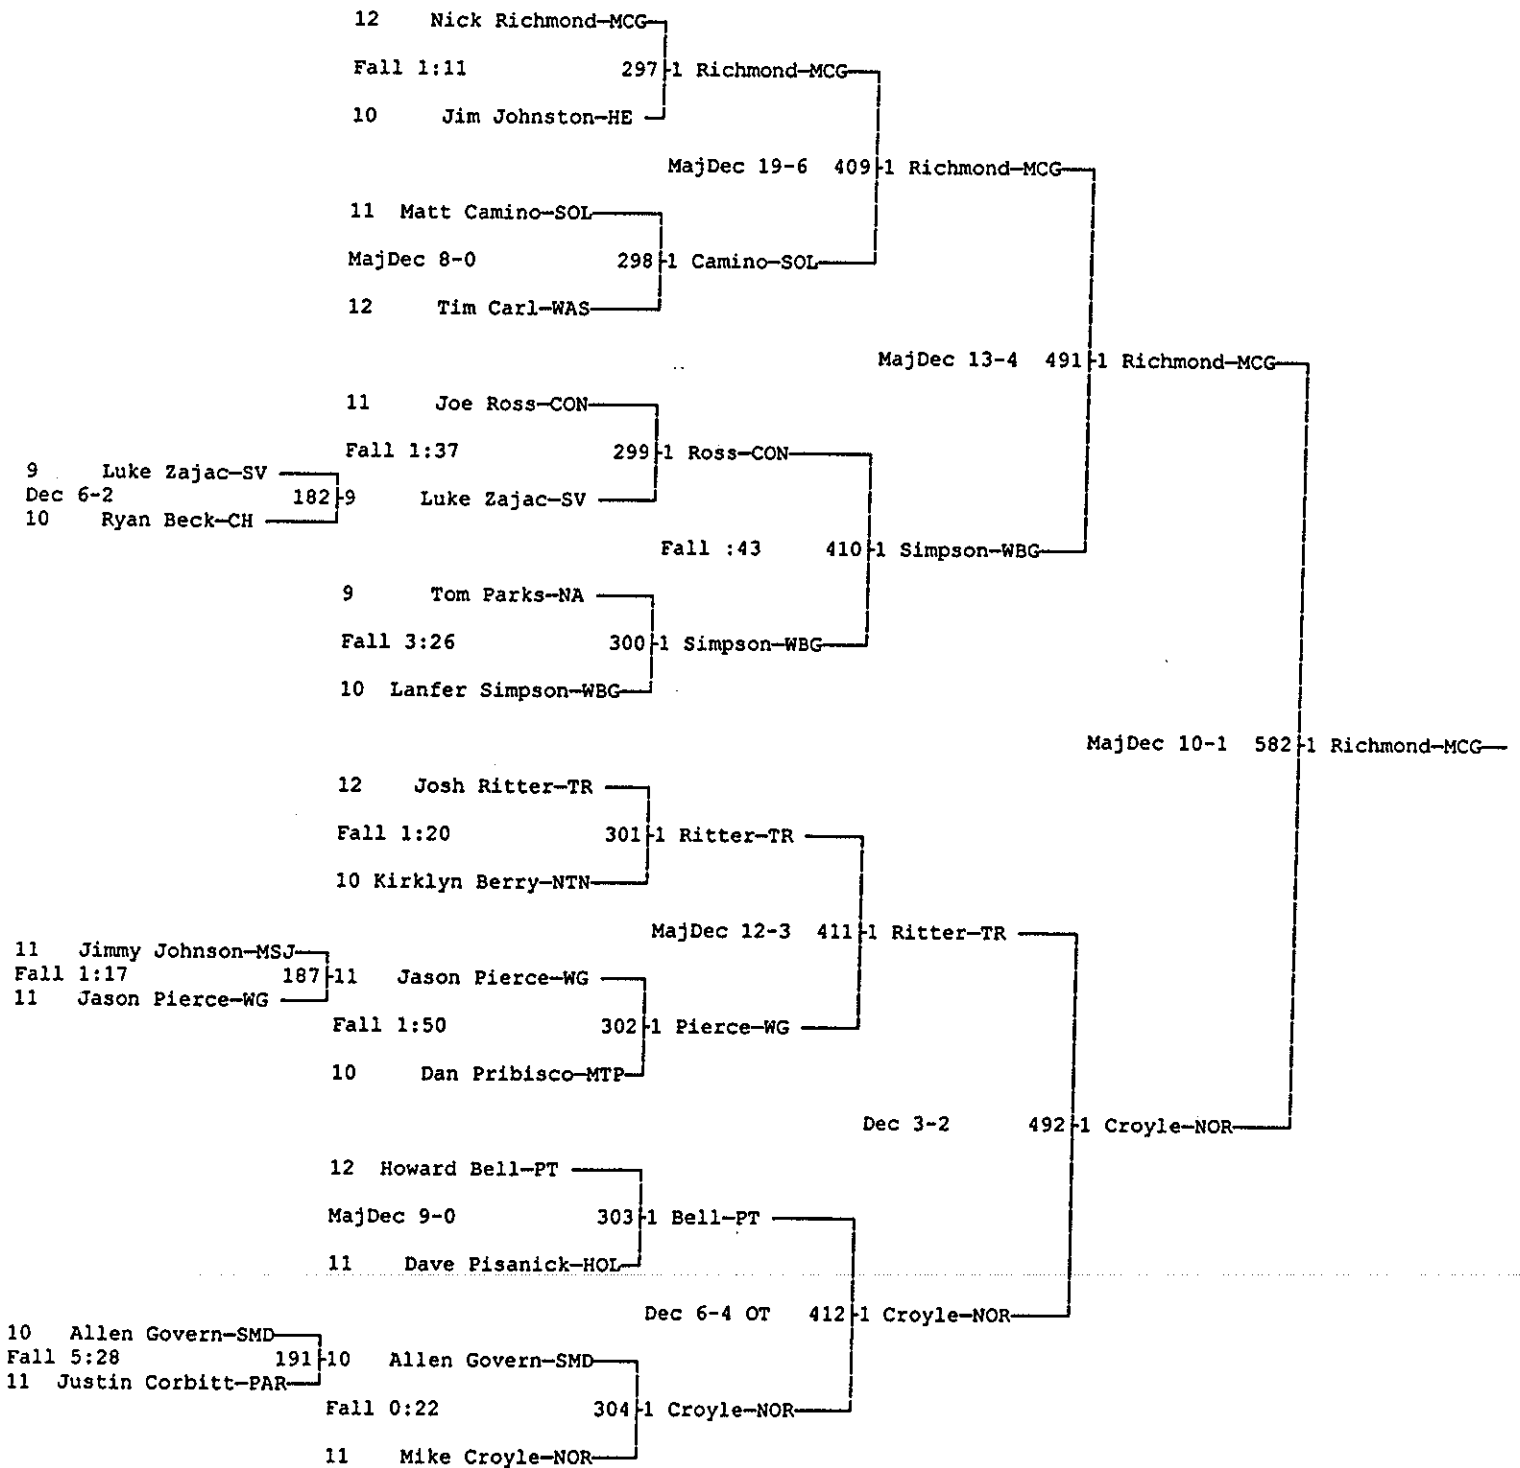 12 Nick Richmond-MCG
Fall 1:11 297 1 Richmond-MCG
10 Jim Johnston-HE
MajDec 19-6 409 1 Richmond-MCG
11 Matt Camino-SOL
MajDec 8-0 298 1 Camino-SOL
12 Tim Carl-WAS
MajDec 13-4 491 1 Richmond-MCG
11 Joe Ross-CON
Fall 1:37 299 1 Ross-CON
9 Luke Zajac-SV
Dec 6-2 182 9 Luke Zajac-SV
10 Ryan Beck-CH
Fall :43 410 1 Simpson-WBG
9 Tom Parks-NA
Fall 3:26 300 1 Simpson-WBG
10 Lanfer Simpson-WBG
MajDec 10-1 582 1 Richmond-MCG
12 Josh Ritter-TR
Fall 1:20 301 1 Ritter-TR
10 Kirklyn Berry-NTN
MajDec 12-3 411 1 Ritter-TR
11 Jimmy Johnson-MSJ
Fall 1:17 187 11 Jason Pierce-WG
11 Jason Pierce-WG
Fall 1:50 302 1 Pierce-WG
10 Dan Pribisco-MTP
Dec 3-2 492 1 Croyle-NOR
12 Howard Bell-PT
MajDec 9-0 303 1 Bell-PT
11 Dave Pisanick-HOL
Dec 6-4 OT 412 1 Croyle-NOR
10 Allen Govern-SMD
Fall 5:28 191 10 Allen Govern-SMD
11 Justin Corbitt-PAR
Fall 0:22 304 1 Croyle-NOR
11 Mike Croyle-NOR